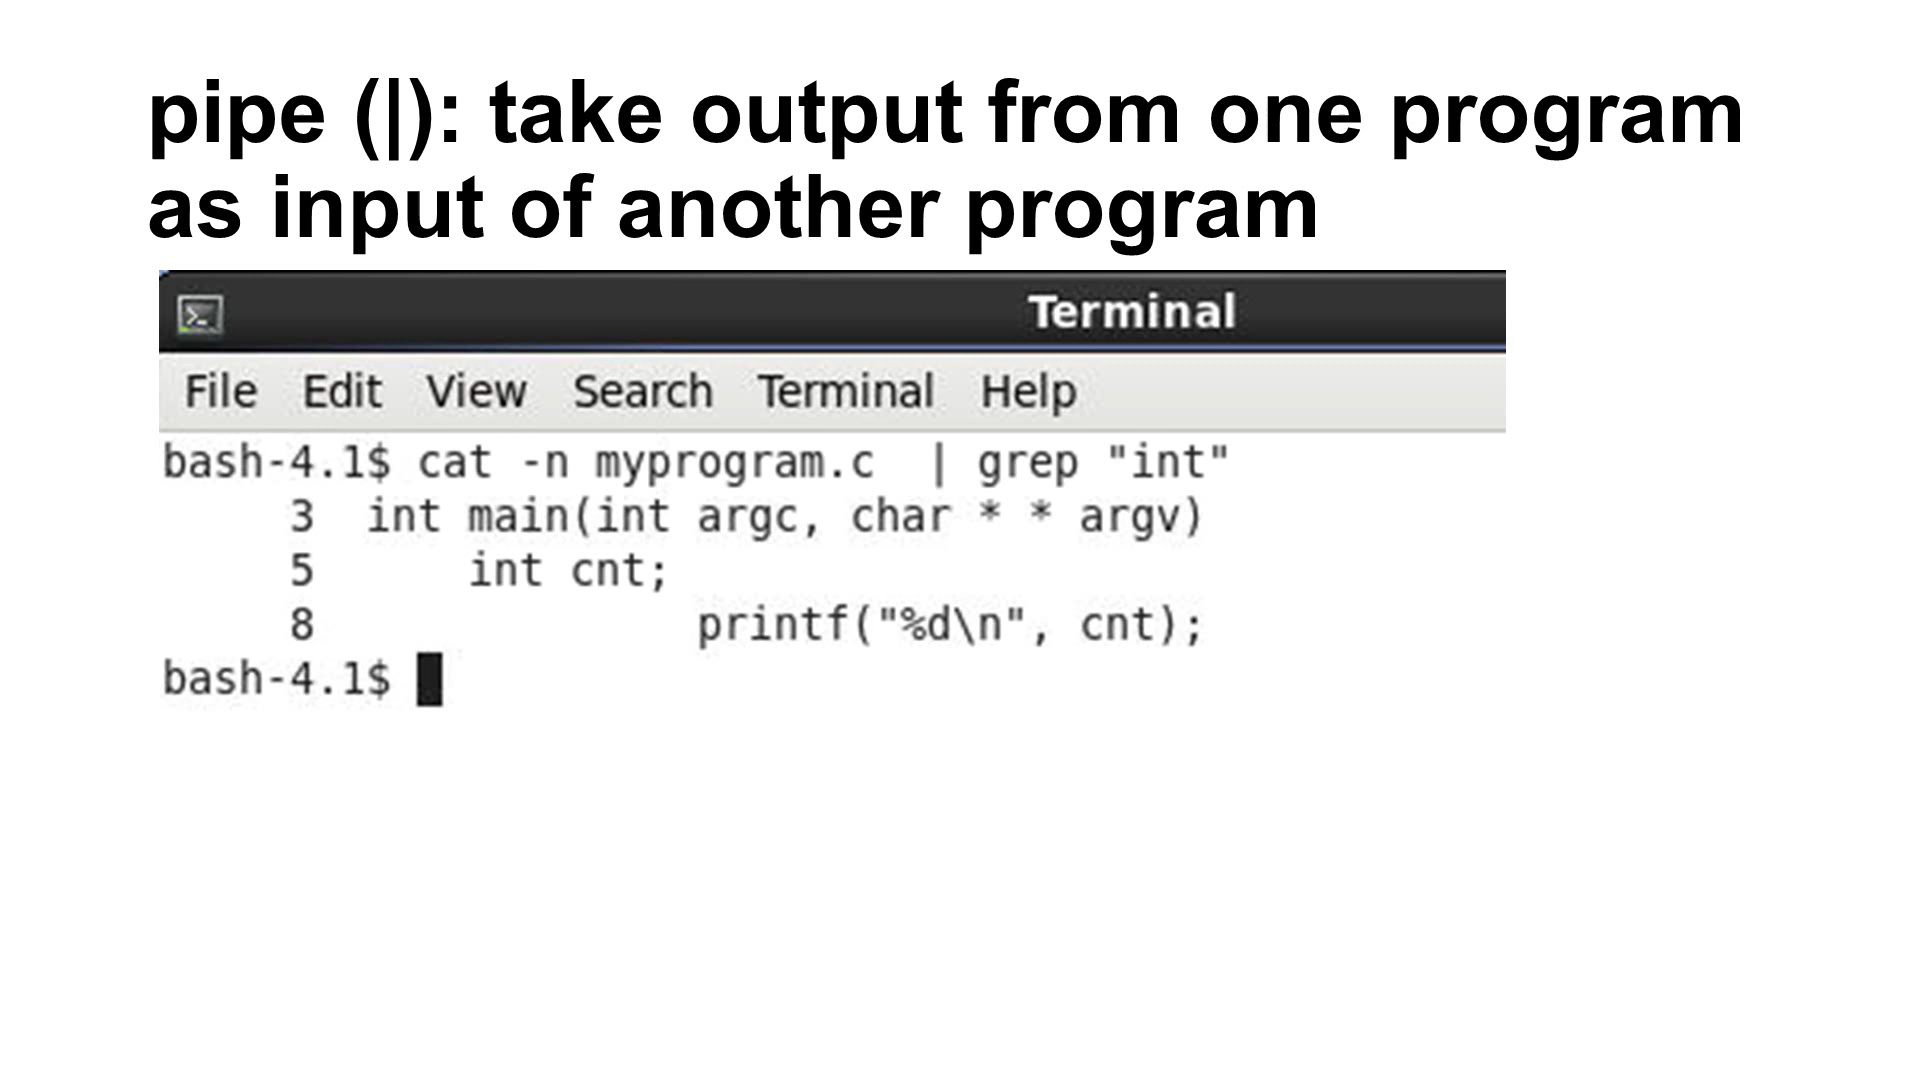 pipe (|): take output from one program
as input of another program
Terminal
File Edit View Search Terminal Help
bash-4.1$ cat -n myprogram.c  | grep "int"
     3  int main(int argc, char * * argv)
     5      int cnt;
     8               printf("%d\n", cnt);
bash-4.1$